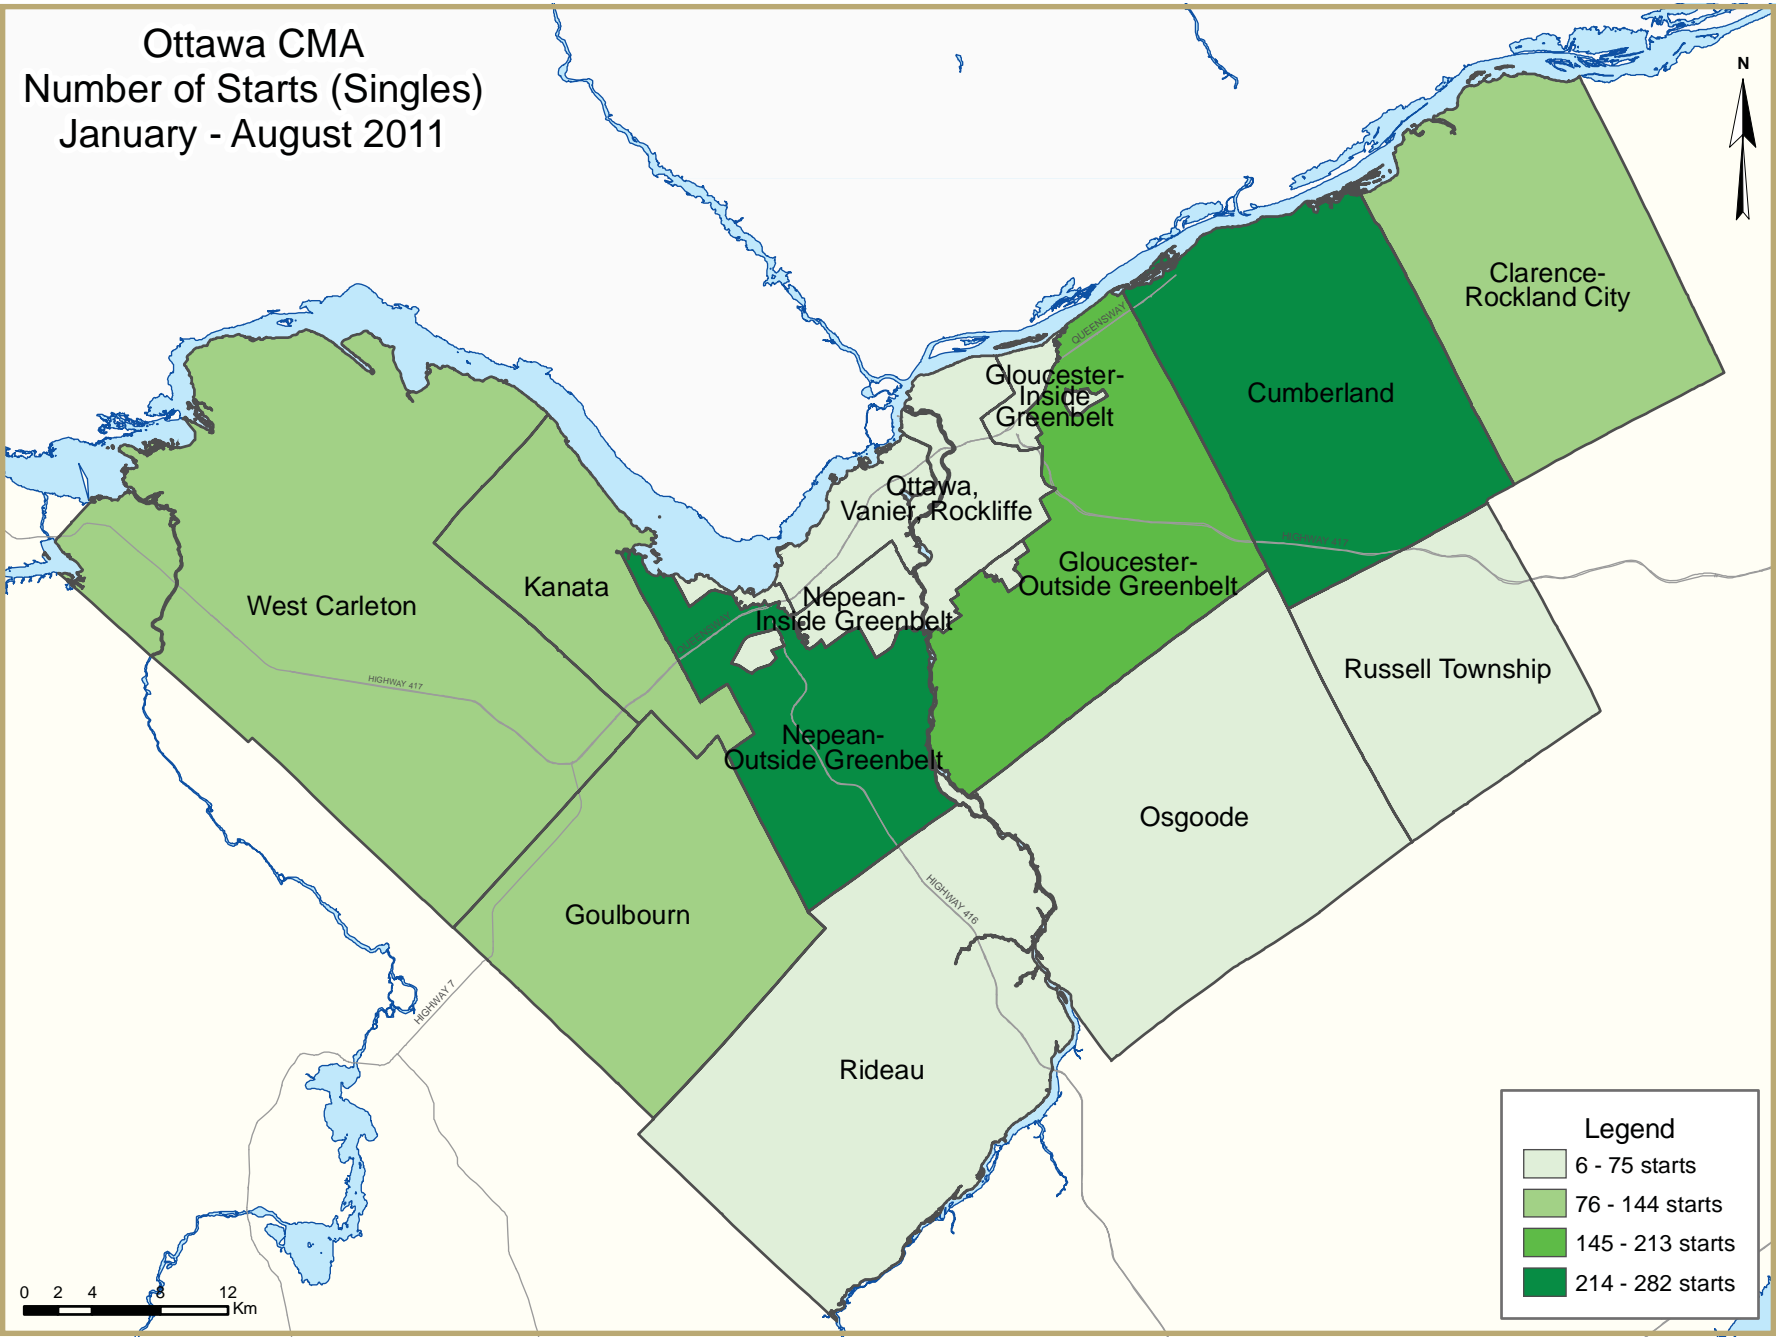 Ottawa CMA
Number of Starts (Singles)
January - August 2011
N
Clarence-
Rockland City
QUEENSWAY
Gloucester-
Inside
Greenbelt
Cumberland
Ottawa,
Vanier, Rockliffe
HIGHWAY 417
Gloucester-
Outside Greenbelt
Kanata
West Carleton
Nepean-
Inside Greenbelt
QUEENSWAY
Russell Township
HIGHWAY 417
Nepean-
Outside Greenbelt
Osgoode
Goulbourn
HIGHWAY 416
HIGHWAY 7
Rideau
Legend
6 - 75 starts
76 - 144 starts
145 - 213 starts
214 - 282 starts
0 2 4 8 12
Km